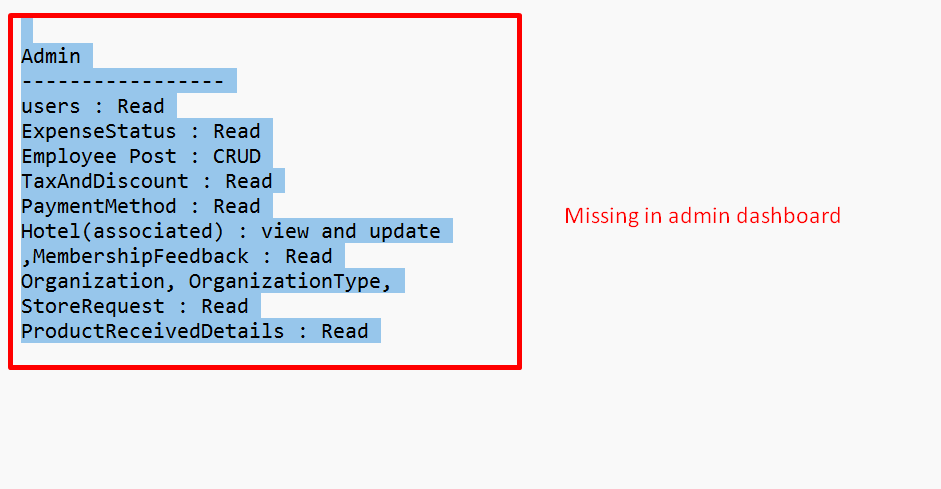 Admin
-----------------
users : Read
ExpenseStatus : Read
Employee Post : CRUD
TaxAndDiscount : Read
PaymentMethod : Read
Hotel(associated) : view and update
,MembershipFeedback : Read
Organization, OrganizationType,
StoreRequest : Read
ProductReceivedDetails : Read
Missing in admin dashboard